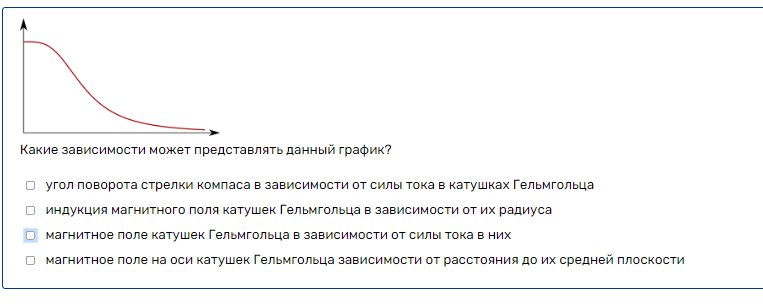 Какие зависимости может представлять данный график?
угол поворота стрелки компаса в зависимости от силы тока в катушках Гельмгольца
индукция магнитного поля катушек Гельмгольца в зависимости от их радиуса
магнитное поле катушек Гельмгольца в зависимости от силы тока в них
магнитное поле на оси катушек Гельмгольца зависимости от расстояния до их средней плоскости